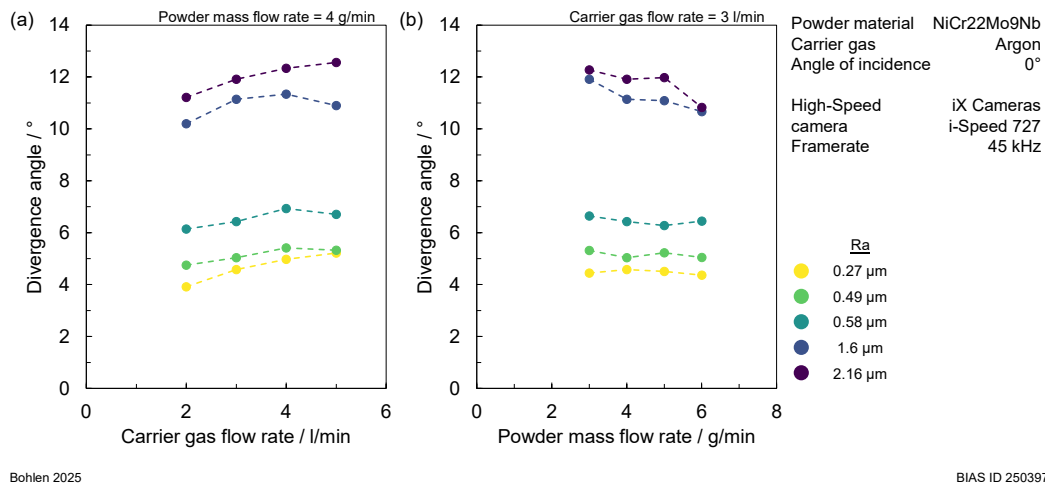 (a)
Powder mass flow rate = 4 g/min
14
12
10
8
6
4
2
0
Divergence angle / °
0 2 4 6
Carrier gas flow rate / l/min
(b)
Carrier gas flow rate = 3 l/min
14
12
10
8
6
4
2
0
Divergence angle / °
0 2 4 6 8
Powder mass flow rate / g/min
Powder material NiCr22Mo9Nb
Carrier gas Argon
Angle of incidence 0°
High-Speed iX Cameras
camera i-Speed 727
Framerate 45 kHz
Ra
0.27 µm
0.49 µm
0.58 µm
1.6 µm
2.16 µm
Bohlen 2025
BIAS ID 250397